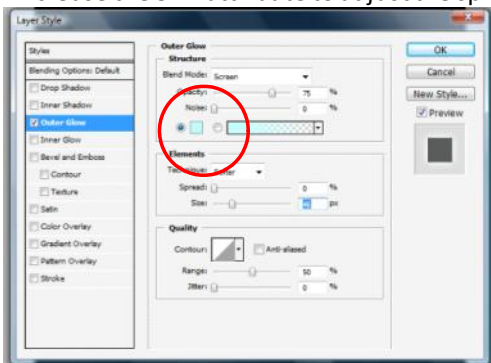 Layer Style
Styles
Blending Options: Default
Drop Shadow
Inner Shadow
Outer Glow
Inner Glow
Bevel and Emboss
Contour
Texture
Satin
Color Overlay
Gradient Overlay
Pattern Overlay
Stroke
Outer Glow
Structure
Blend Mode: Screen
Opacity: 75 %
Noise: 0 %
Elements
Technique: Softer
Spread: 0 %
Size: px
Quality
Contour: Anti-aliased
Range: 50 %
Jitter: 0 %
OK
Cancel
New Style...
Preview